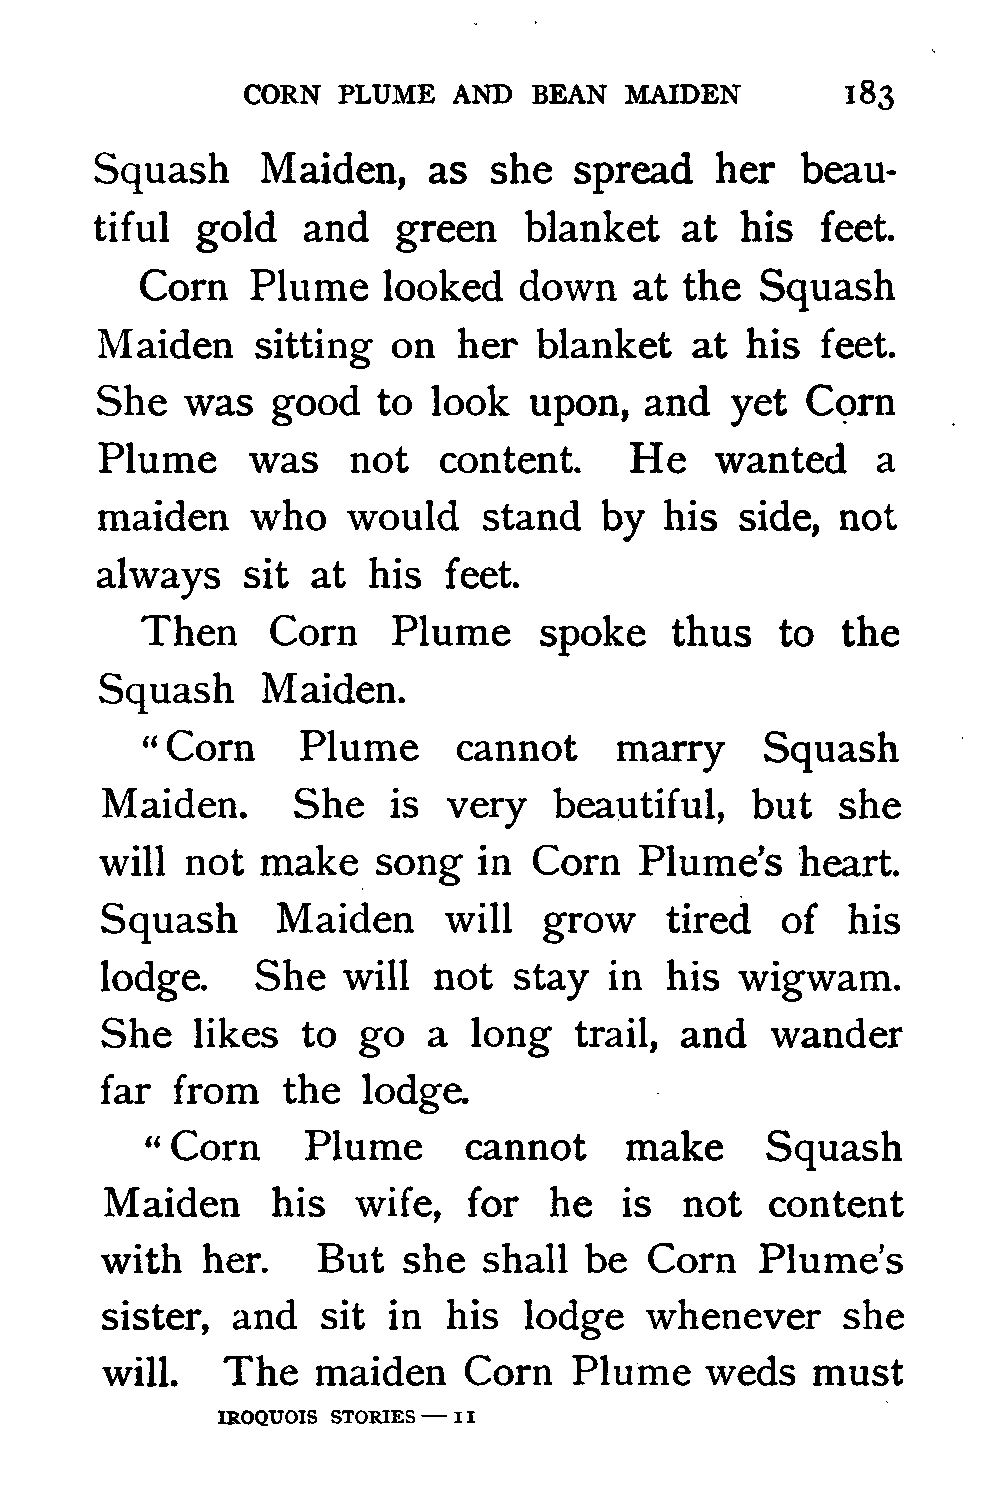 CORN PLUME AND BEAN MAIDEN 183
Squash Maiden, as she spread her beau-
tiful gold and green blanket at his feet.
Corn Plume looked down at the Squash
Maiden sitting on her blanket at his feet.
She was good to look upon, and yet Corn
Plume was not content. He wanted a
maiden who would stand by his side, not
always sit at his feet.
Then Corn Plume spoke thus to the
Squash Maiden.
“Corn Plume cannot marry Squash
Maiden. She is very beautiful, but she
will not make song in Corn Plume's heart.
Squash Maiden will grow tired of his
lodge. She will not stay in his wigwam.
She likes to go a long trail, and wander
far from the lodge.
“Corn Plume cannot make Squash
Maiden his wife, for he is not content
with her. But she shall be Corn Plume's
sister, and sit in his lodge whenever she
will. The maiden Corn Plume weds must
IROQUOIS STORIES — 11